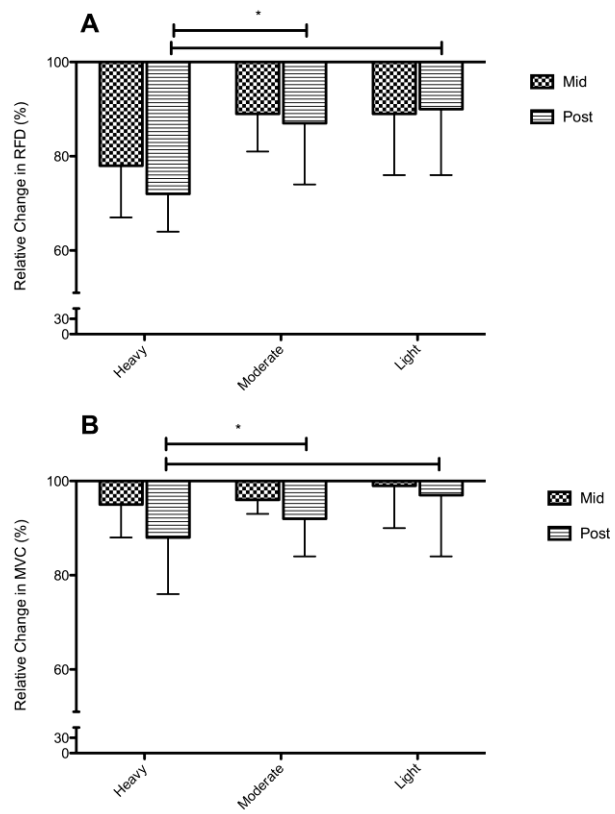 A
*
Relative Change in RFD (%)
100
80
60
30
0
Heavy
Moderate
Light
Mid
Post
B
*
Relative Change in MVC (%)
100
80
60
30
0
Heavy
Moderate
Light
Mid
Post